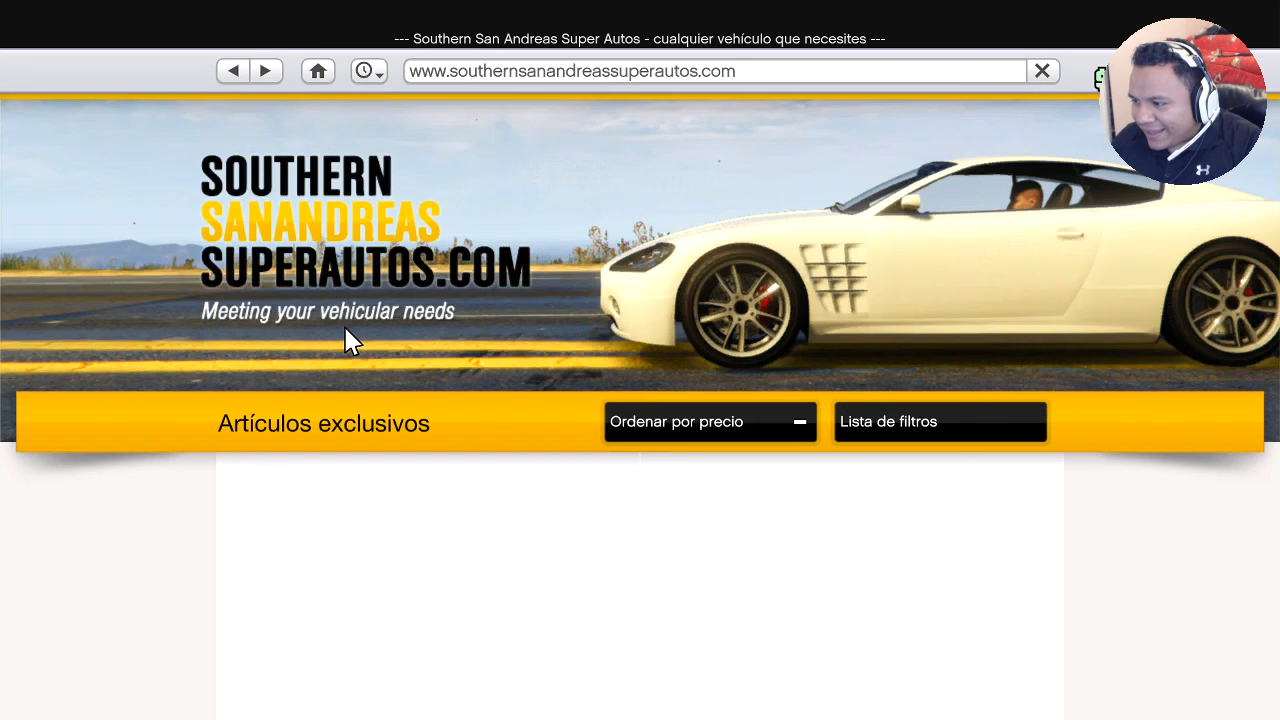 --- Southern San Andreas Super Autos - cualquier vehículo que necesites ---
www.southernsanandreassuperautos.com
SOUTHERN
SANANDREAS
SUPERAUTOS.COM
Meeting your vehicular needs
Artículos exclusivos
Ordenar por precio
Lista de filtros